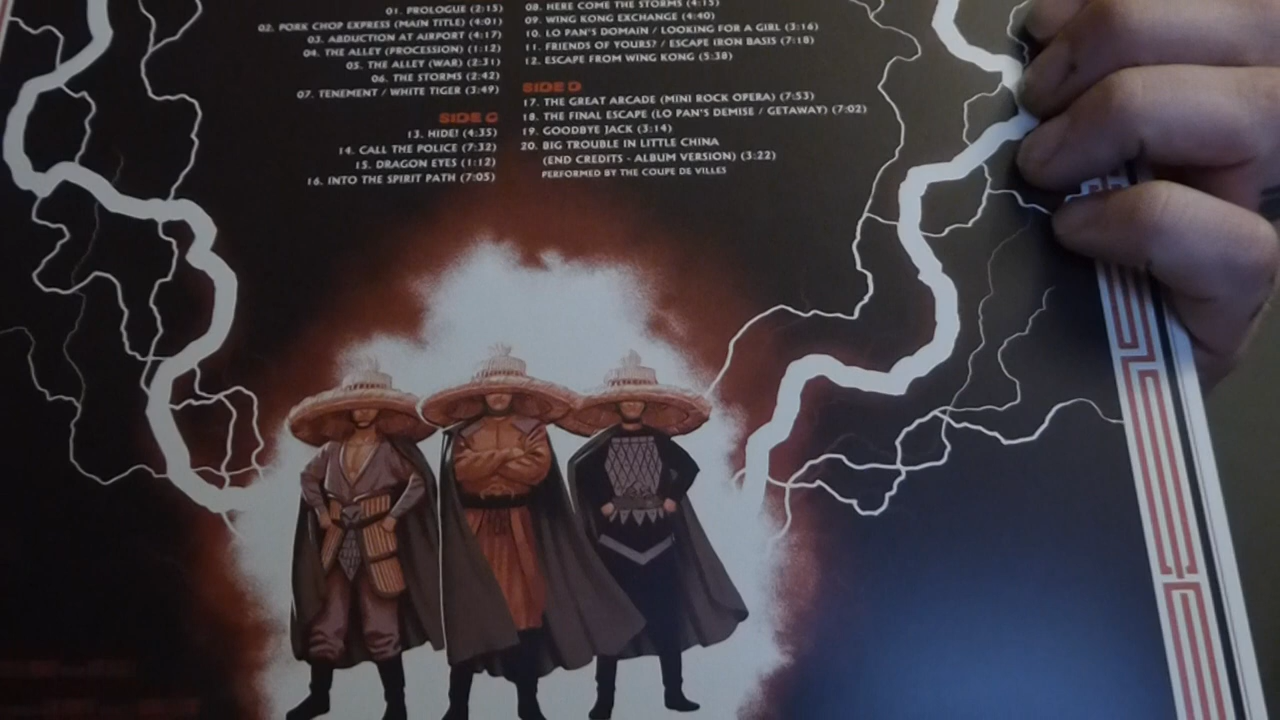 01. PROLOGUE (2:15)
02. PORK CHOP EXPRESS (MAIN TITLE) (4:01)
03. ABDUCTION AT AIRPORT (4:17)
04. THE ALLEY (PROCESSION) (1:12)
05. THE ALLEY (WAR) (2:31)
06. THE STORMS (2:42)
07. TENEMENT / WHITE TIGER (3:49)
08. HERE COME THE STORMS (4:15)
09. WING KONG EXCHANGE (4:40)
10. LO PAN'S DOMAIN / LOOKING FOR A GIRL (3:16)
11. FRIENDS OF YOURS? / ESCAPE IRON BASIS (7:18)
12. ESCAPE FROM WING KONG (5:38)
SIDE C
13. HIDE! (4:35)
14. CALL THE POLICE (7:32)
15. DRAGON EYES (1:12)
16. INTO THE SPIRIT PATH (7:05)
SIDE D
17. THE GREAT ARCADE (MINI ROCK OPERA) (7:53)
18. THE FINAL ESCAPE (LO PAN'S DEMISE / GETAWAY) (7:02)
19. GOODBYE JACK (3:14)
20. BIG TROUBLE IN LITTLE CHINA
(END CREDITS - ALBUM VERSION) (3:22)
PERFORMED BY THE COUPE DE VILLES